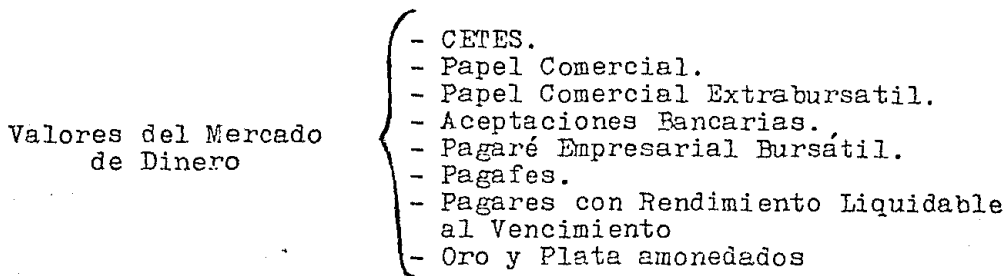 Valores del Mercado
de Dinero
- CETES.
- Papel Comercial.
- Papel Comercial Extrabursatil.
- Aceptaciones Bancarias.
- Pagaré Empresarial Bursátil.
- Pagafes.
- Pagares con Rendimiento Liquidable
al Vencimiento
- Oro y Plata amonedados